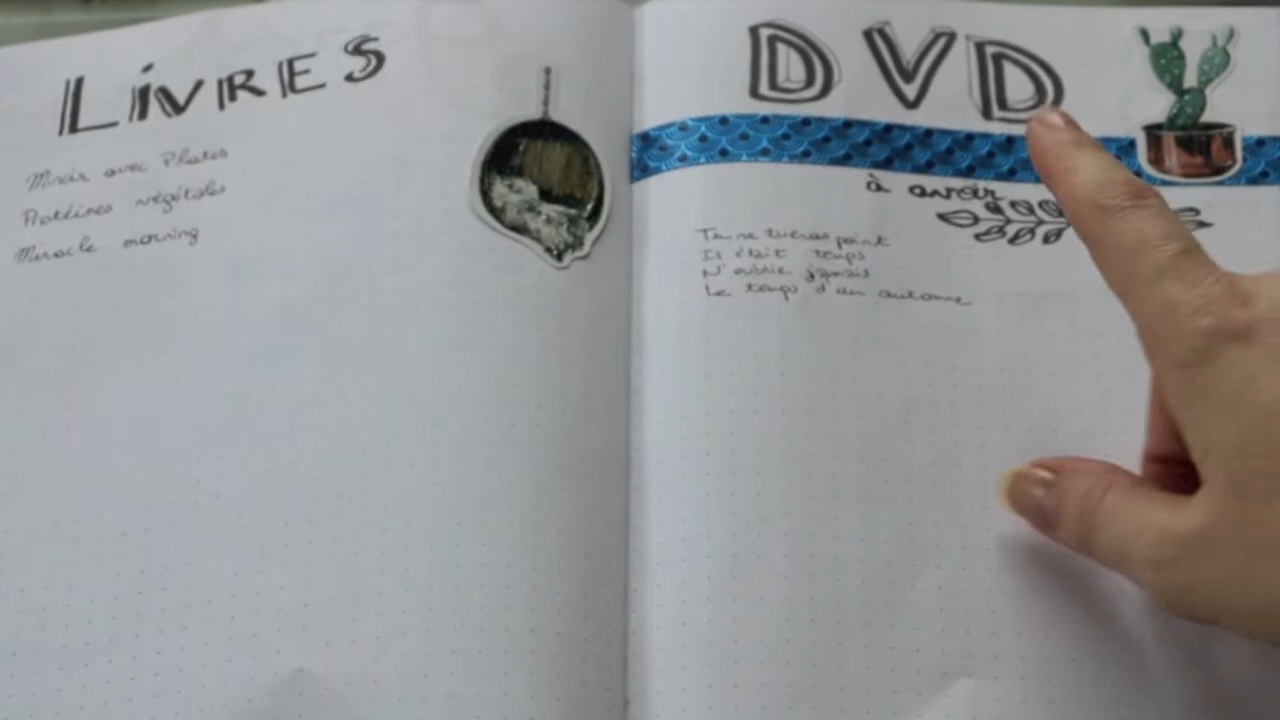 LiVRES
Miroir avec Pilates
Protéines végétales
Miracle morning
DVD
à avoir
Tu ne tueras point
Il était temps
N'oublie jamais
Le temps d'un automne